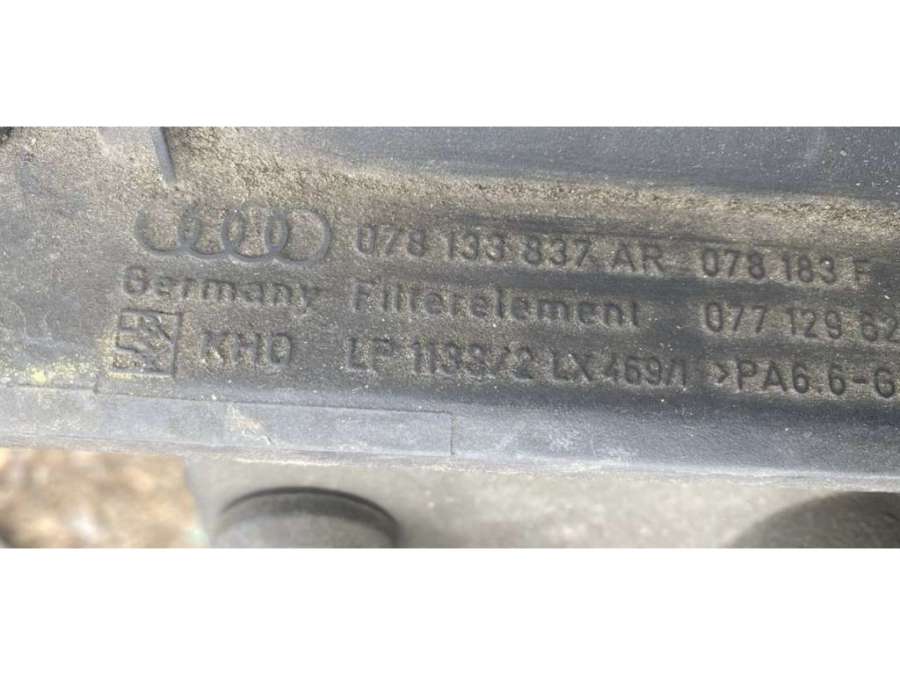 078 133 837 AR 078 183 F
Germany Filterelement 077 129 62
KHD LP 1133/2 LX 469/1 >PA6.6-G